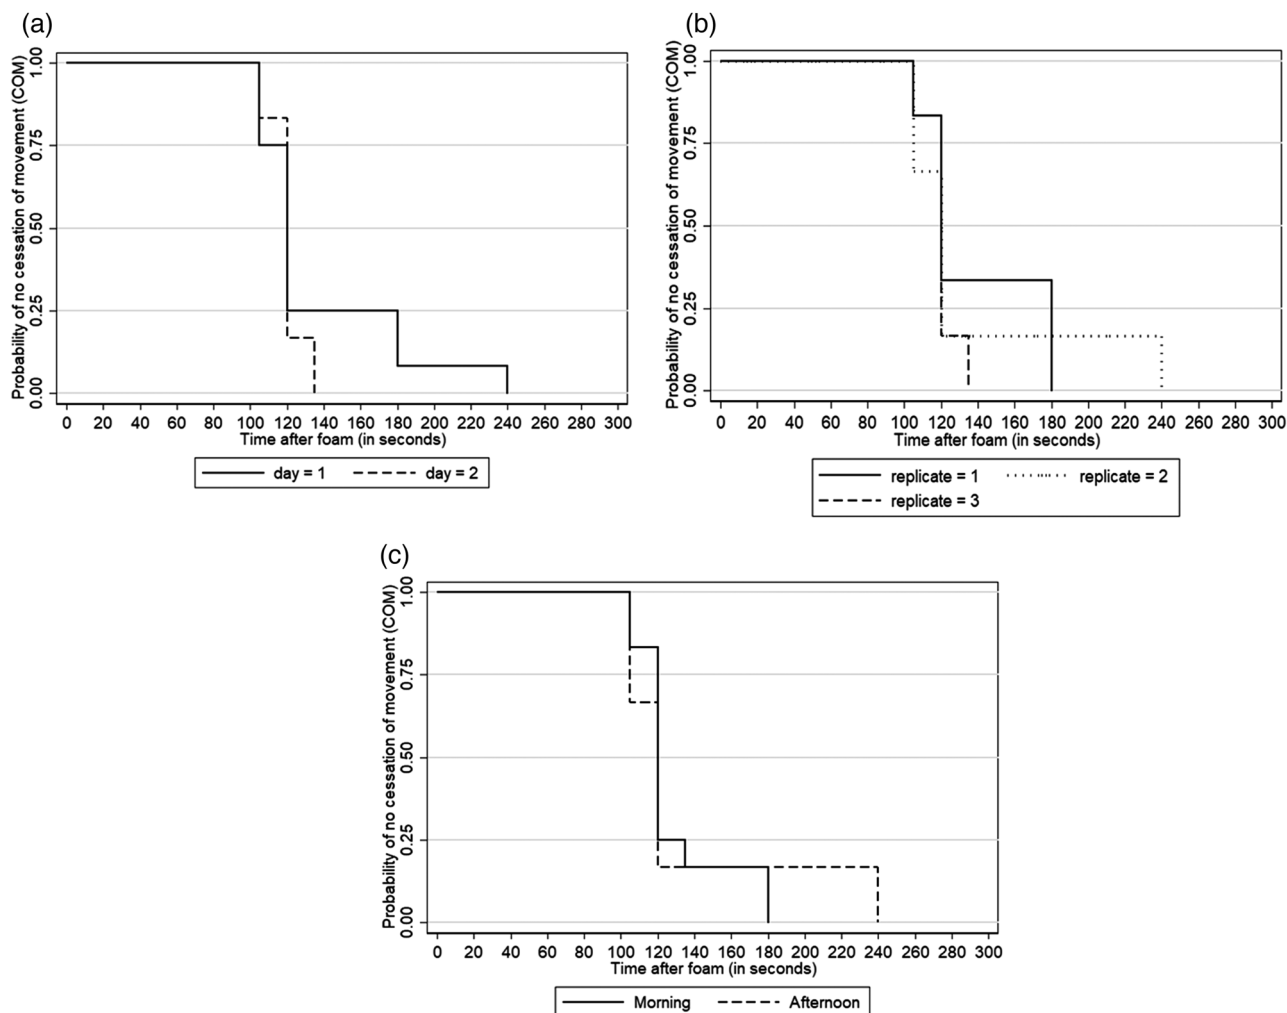 (a)
Probability of no cessation of movement (COM)
1.00
0.75
0.50
0.25
0.00
0 20 40 60 80 100 120 140 160 180 200 220 240 260 280 300
Time after foam (in seconds)
day = 1 day = 2
(b)
Probability of no cessation of movement (COM)
1.00
0.75
0.50
0.25
0.00
0 20 40 60 80 100 120 140 160 180 200 220 240 260 280 300
Time after foam (in seconds)
replicate = 1 replicate = 2
replicate = 3
(c)
Probability of no cessation of movement (COM)
1.00
0.75
0.50
0.25
0.00
0 20 40 60 80 100 120 140 160 180 200 220 240 260 280 300
Time after foam (in seconds)
Morning Afternoon